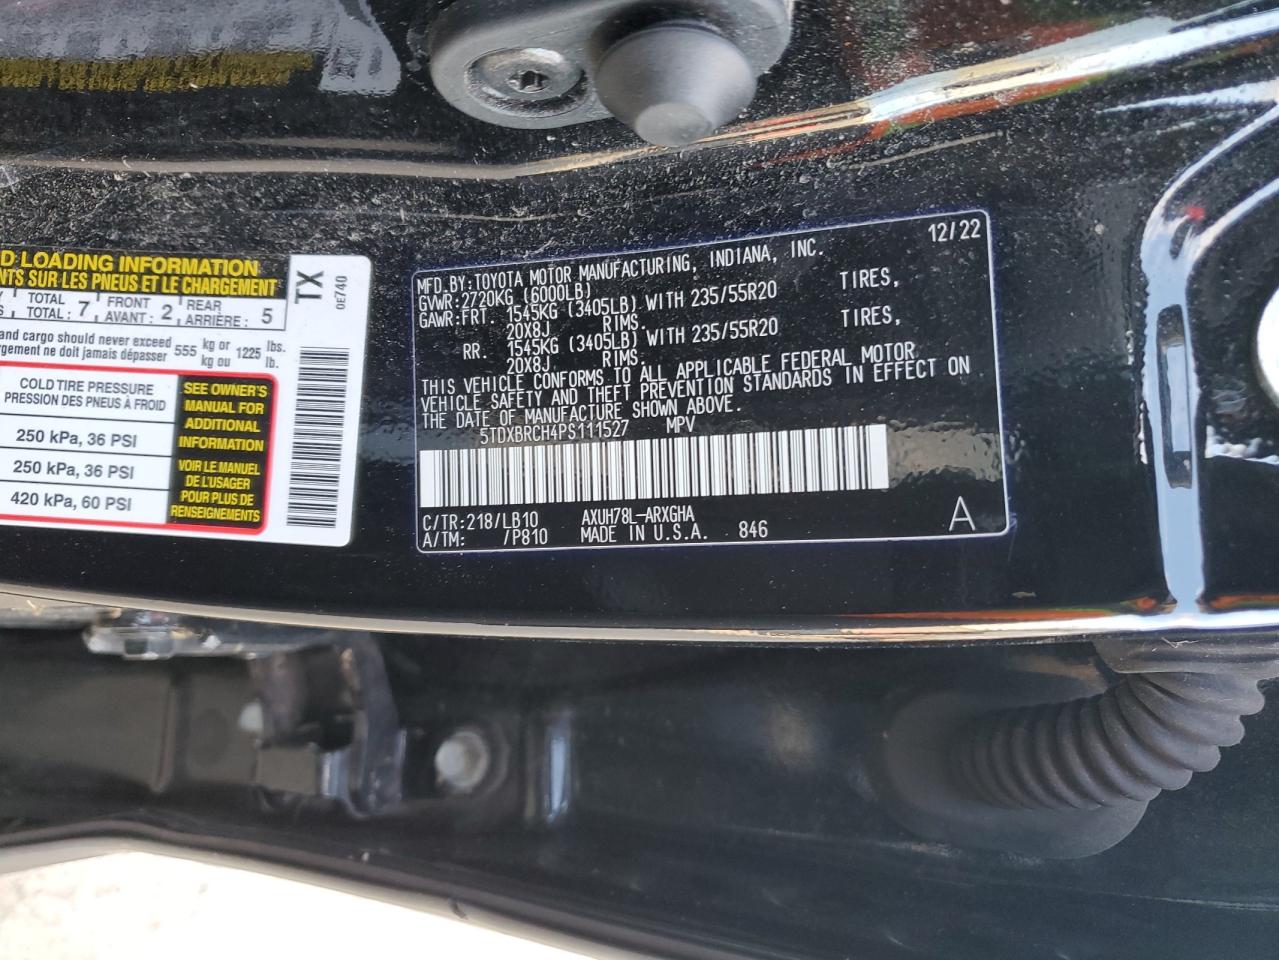 D LOADING INFORMATION
ENTS SUR LES PNEUS ET LE CHARGEMENT
TOTAL 7 FRONT 2 REAR 5
TOTAL: AVANT: ARRIÈRE:
and cargo should never exceed 555 kg or 1225 lbs.
rgement ne doit jamais dépasser kg ou lb.
COLD TIRE PRESSURE
PRESSION DES PNEUS À FROID
250 kPa, 36 PSI
250 kPa, 36 PSI
420 kPa, 60 PSI
SEE OWNER'S
MANUAL FOR
ADDITIONAL
INFORMATION
VOIR LE MANUEL
DE L'USAGER
POUR PLUS DE
RENSEIGNEMENTS
TX
0E740
12/22
MFD.BY:TOYOTA MOTOR MANUFACTURING, INDIANA, INC.
GVWR:2720KG (6000LB)
GAWR:FRT. 1545KG (3405LB) WITH 235/55R20 TIRES,
20X8J RIMS.
RR. 1545KG (3405LB) WITH 235/55R20 TIRES,
20X8J RIMS.
THIS VEHICLE CONFORMS TO ALL APPLICABLE FEDERAL MOTOR
VEHICLE SAFETY AND THEFT PREVENTION STANDARDS IN EFFECT ON
THE DATE OF MANUFACTURE SHOWN ABOVE.
5TDXBRCH4PS111527 MPV
C/TR:218/LB10 AXUH78L-ARXGHA
A/TM: /P810 MADE IN U.S.A. 846
A